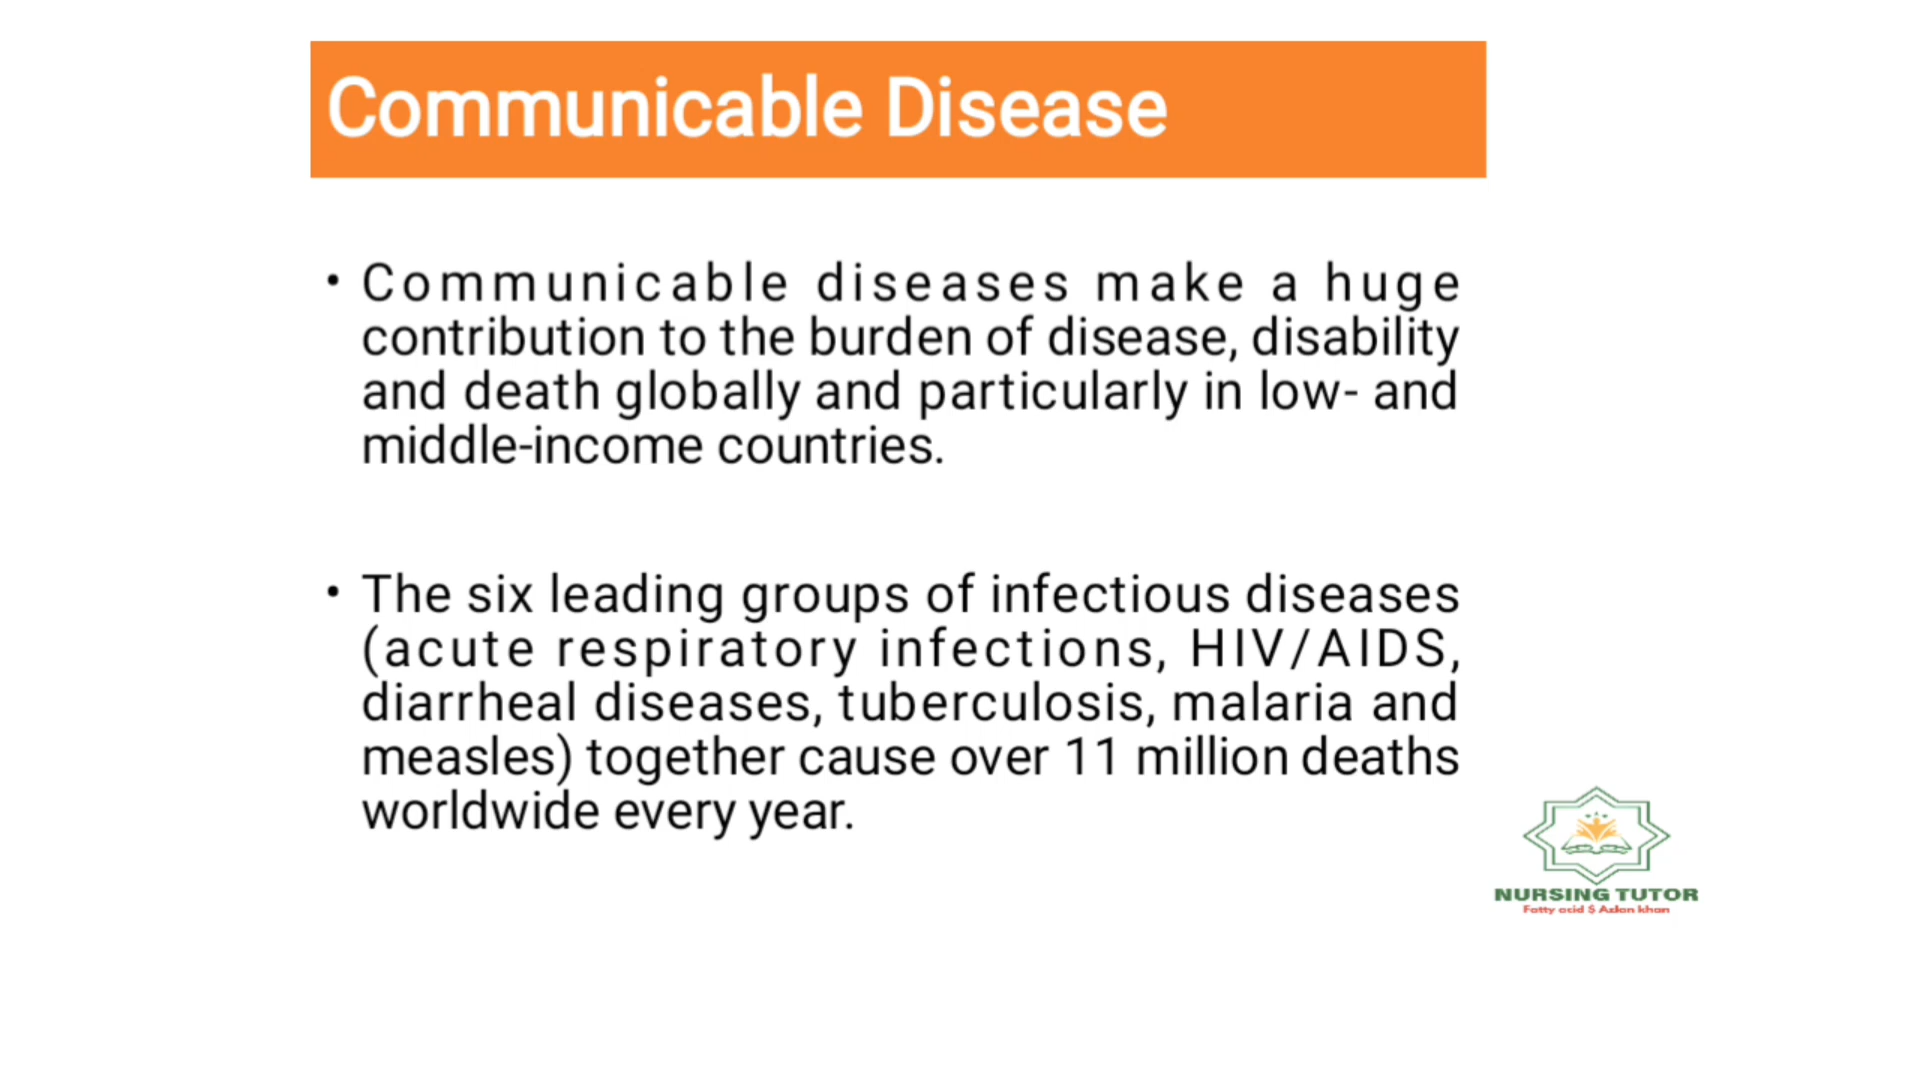 Communicable Disease
• Communicable diseases make a huge
contribution to the burden of disease, disability
and death globally and particularly in low- and
middle-income countries.
• The six leading groups of infectious diseases
(acute respiratory infections, HIV/AIDS,
diarrheal diseases, tuberculosis, malaria and
measles) together cause over 11 million deaths
worldwide every year.
NURSING TUTOR
Fatty acid $ Azlan khan